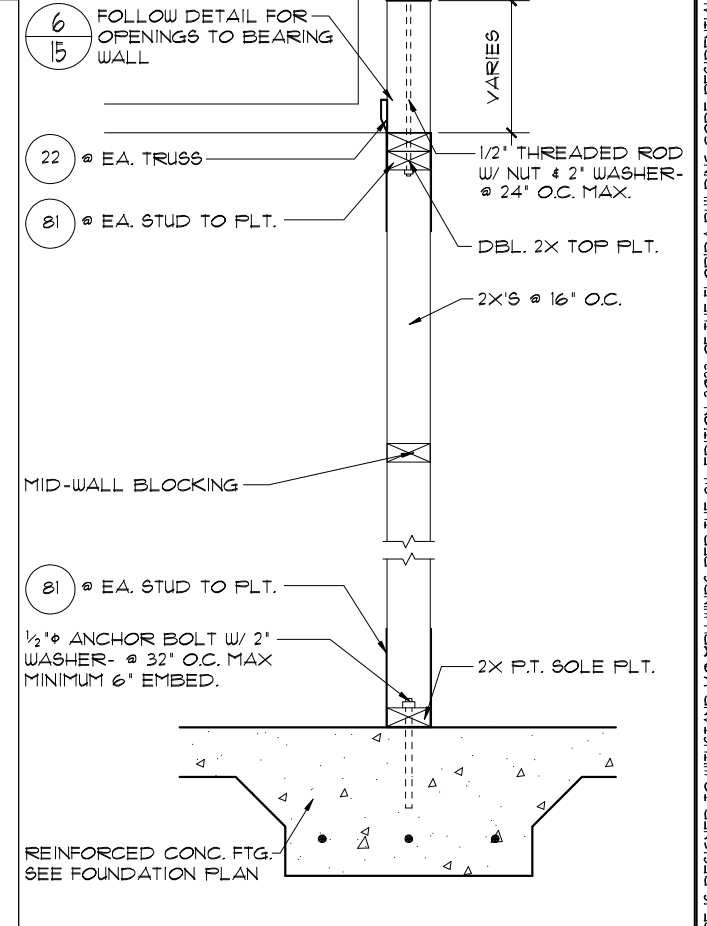 6
15
FOLLOW DETAIL FOR
OPENINGS TO BEARING
WALL
VARIES
22 @ EA. TRUSS
1/2" THREADED ROD
W/ NUT & 2" WASHER-
@ 24" O.C. MAX.
81 @ EA. STUD TO PLT.
DBL. 2X TOP PLT.
2X'S @ 16" O.C.
MID-WALL BLOCKING
81 @ EA. STUD TO PLT.
1/2"Φ ANCHOR BOLT W/ 2"
WASHER- @ 32" O.C. MAX
MINIMUM 6" EMBED.
2X P.T. SOLE PLT.
REINFORCED CONC. FTG.
SEE FOUNDATION PLAN